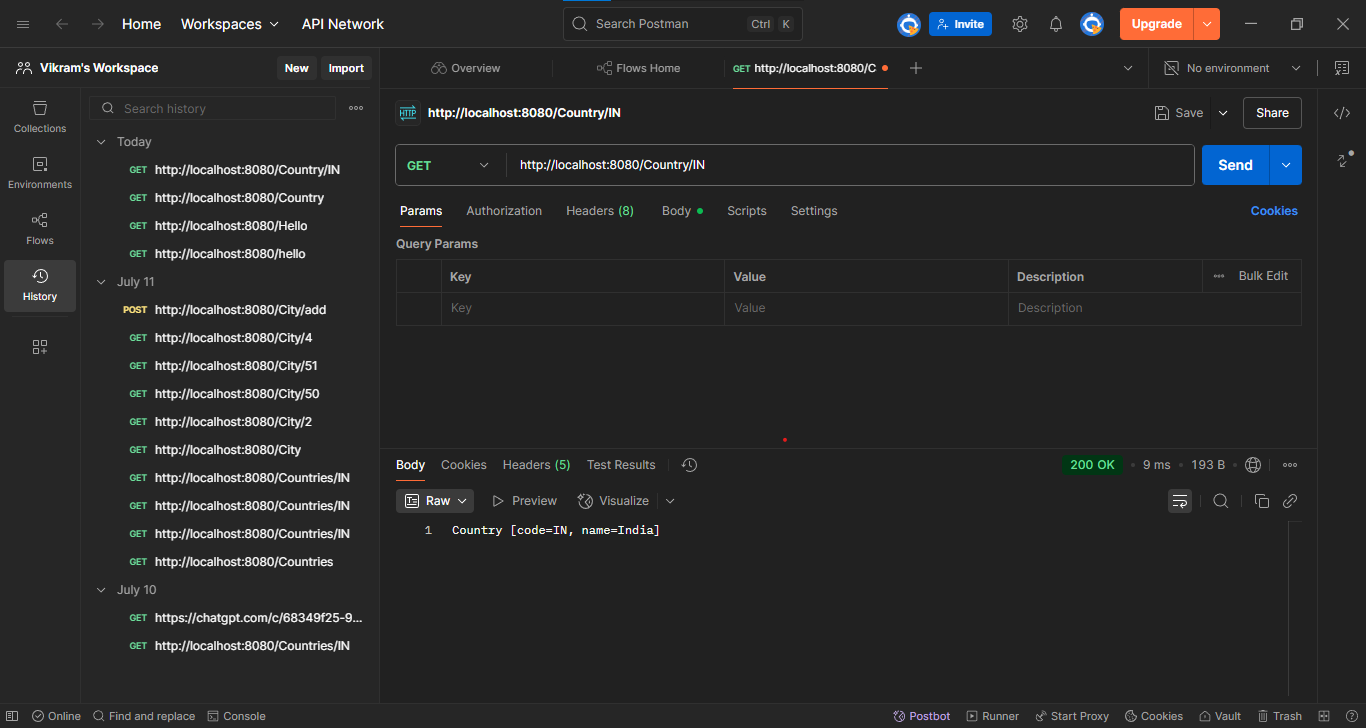 Home Workspaces API Network Search Postman Ctrl K Invite Upgrade
Vikram's Workspace New Import Overview Flows Home GET http://localhost:8080/C No environment
Collections
Environments
Flows
History
Search history
Today
GET http://localhost:8080/Country/IN
GET http://localhost:8080/Country
GET http://localhost:8080/Hello
GET http://localhost:8080/hello
July 11
POST http://localhost:8080/City/add
GET http://localhost:8080/City/4
GET http://localhost:8080/City/51
GET http://localhost:8080/City/50
GET http://localhost:8080/City/2
GET http://localhost:8080/City
GET http://localhost:8080/Countries/IN
GET http://localhost:8080/Countries/IN
GET http://localhost:8080/Countries/IN
GET http://localhost:8080/Countries
July 10
GET https://chatgpt.com/c/68349f25-9...
GET http://localhost:8080/Countries/IN
HTTP http://localhost:8080/Country/IN Save Share
GET http://localhost:8080/Country/IN Send
Params Authorization Headers (8) Body Scripts Settings Cookies
Query Params
Key Value Description Bulk Edit
Key Value Description
Body Cookies Headers (5) Test Results 200 OK 9 ms 193 B
Raw Preview Visualize
1 Country [code=IN, name=India]
Online Find and replace Console Postbot Runner Start Proxy Cookies Vault Trash